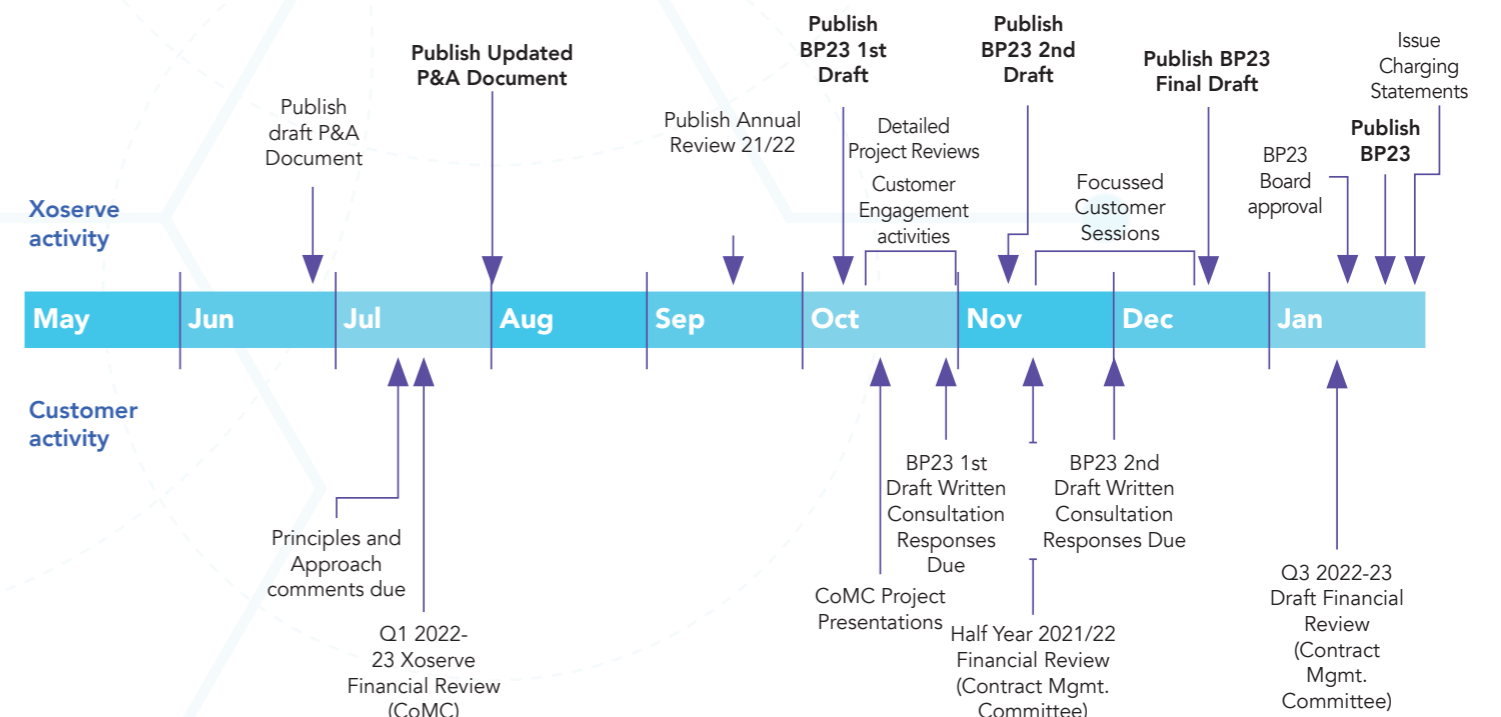 Publish
BP23 1st
Draft
Publish
BP23 2nd
Draft
Issue
Charging
Statements
Publish Updated
P&A Document
Publish BP23
Final Draft
Publish
draft P&A
Document
Publish Annual
Review 21/22
Detailed
Project Reviews
Customer
Engagement
activities
Focussed
Customer
Sessions
BP23
Board
approval
Publish
BP23
Xoserve
activity
May
Jun
Jul
Aug
Sep
Oct
Nov
Dec
Jan
Customer
activity
Principles and
Approach
comments due
Q1 2022-
23 Xoserve
Financial Review
(CoMC)
CoMC Project
Presentations
BP23 1st
Draft Written
Consultation
Responses
Due
Half Year 2021/22
Financial Review
(Contract Mgmt.
Committee)
BP23 2nd
Draft Written
Consultation
Responses Due
Q3 2022-23
Draft Financial
Review
(Contract
Mgmt.
Committee)